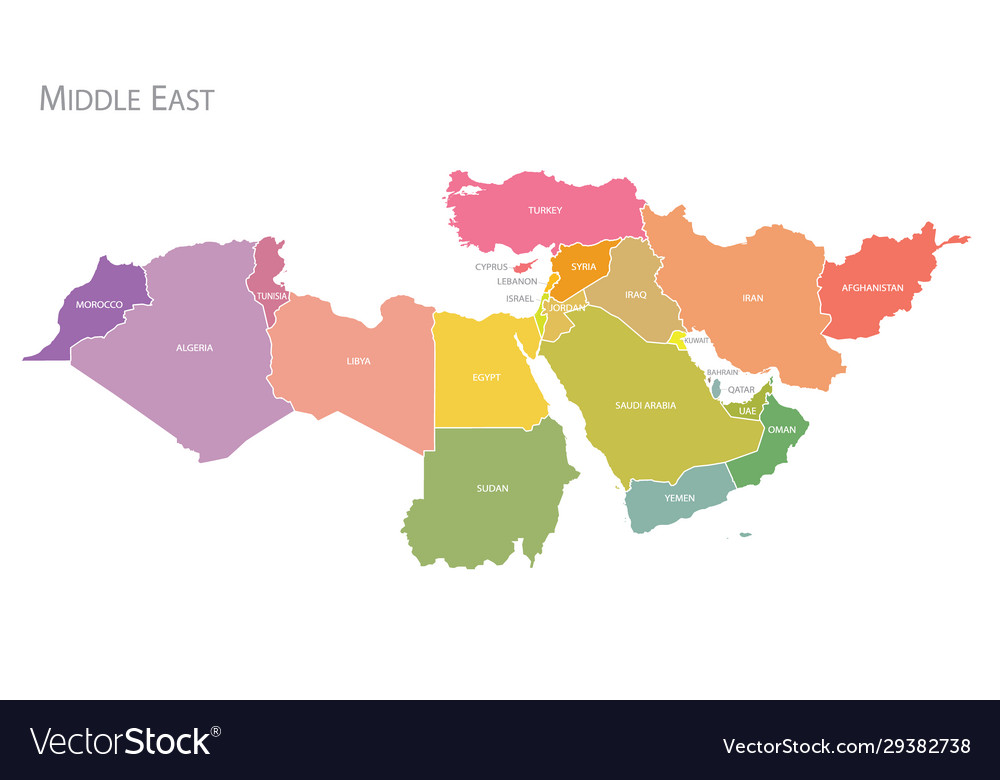 MIDDLE EAST
TURKEY
CYPRUS
SYRIA
LEBANON
ISRAEL
JORDAN
IRAQ
IRAN
AFGHANISTAN
MOROCCO
TUNISIA
ALGERIA
LIBYA
EGYPT
KUWAIT
BAHRAIN
QATAR
SAUDI ARABIA
UAE
OMAN
SUDAN
YEMEN
VectorStock®
VectorStock.com/29382738